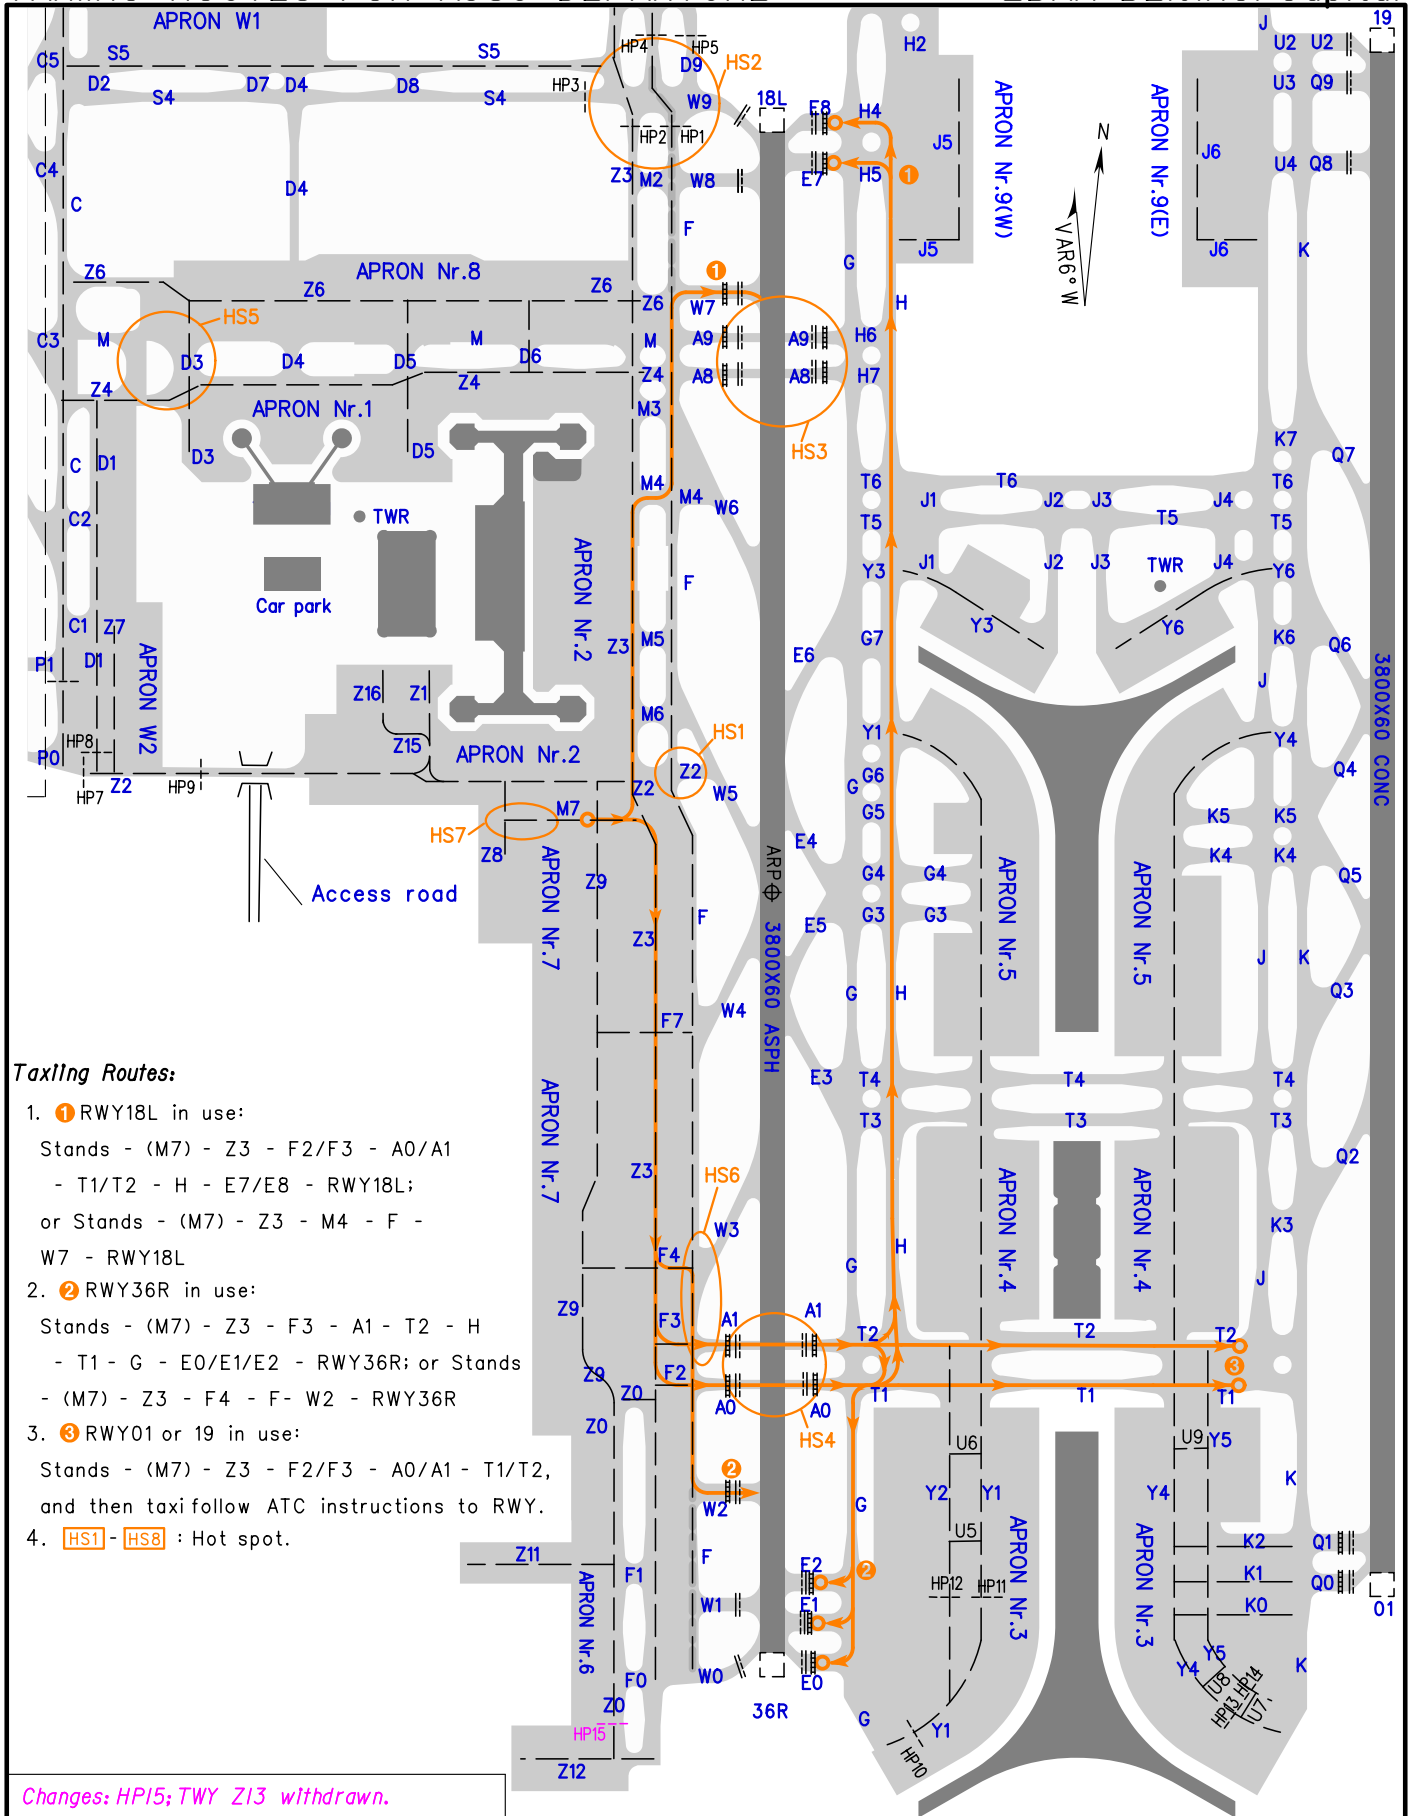 APRON W1
HP4
HP5
19
J
H2
U2
U2
C5
S5
S5
D9
HS2
D2
D7
D4
D8
HP3
U3
Q9
S4
S4
W9
18L
E8
H4
APRON Nr.9(W)
APRON Nr.9(E)
N
HP2
HP1
J5
J6
C4
Z3
M2
W8
E7
H5
1
U4
Q8
D4
C
F
VAR6° W
J5
J6
K
G
Z6
APRON Nr.8
1
Z6
Z6
Z6
W7
H
HS5
C3
M
M
M
A9
A9
H6
D3
D4
D5
D6
Z4
Z4
Z4
A8
A8
H7
APRON Nr.1
M3
HS3
K7
Q7
C
D1
D3
D5
M4
M4
T6
T6
T6
W6
J1
J2
J3
J4
C2
TWR
T5
T5
T5
APRON Nr.2
J1
J2
J3
TWR
J4
Y3
Y6
F
Car park
C1
Z7
Y3
Y6
Z3
M5
G7
K6
Q6
P1
D1
APRON W2
E6
3800X60 CONC
Z16
Z1
J
M6
HS1
Y1
Y4
HP8
Z15
APRON Nr.2
P0
Z2
G6
Q4
HP7
Z2
HP9
Z2
W5
G
M7
G5
K5
K5
HS7
Z8
E4
APRON Nr.7
ARP
G4
G4
K4
K4
Z9
Q5
Access road
APRON Nr.5
APRON Nr.5
F
G3
G3
E5
Z3
3800X60 ASPH
J
K
G
H
Q3
W4
F7
Taxiing Routes:
E3
T4
T4
T4
APRON Nr.7
1. 1 RWY18L in use:
T3
T3
T3
Stands - (M7) - Z3 - F2/F3 - A0/A1
Q2
- T1/T2 - H - E7/E8 - RWY18L;
Z3
HS6
APRON Nr.4
APRON Nr.4
or Stands - (M7) - Z3 - M4 - F -
W3
K3
W7 - RWY18L
F4
H
2. 2 RWY36R in use:
G
J
Z9
Stands - (M7) - Z3 - F3 - A1 - T2 - H
F3
A1
A1
T2
T2
T2
- T1 - G - E0/E1/E2 - RWY36R; or Stands
Z9
F2
3
- (M7) - Z3 - F4 - F- W2 - RWY36R
Z0
A0
A0
T1
T1
T1
3. 3 RWY01 or 19 in use:
Z0
HS4
U6
U9
Y5
Stands - (M7) - Z3 - F2/F3 - A0/A1 - T1/T2,
2
K
and then taxi follow ATC instructions to RWY.
W2
G
Y2
Y1
Y4
4. HS1 - HS8 : Hot spot.
U5
K2
Q1
Z11
F
E2
2
APRON Nr.3
APRON Nr.3
F1
HP12
HP11
K1
Q0
APRON Nr.6
W1
E1
K0
01
Y5
F0
W0
E0
Y4
K
U8
HP14
HP13
U7
Z0
36R
G
HP15
Y1
HP10
Z12
Changes: HP15; TWY Z13 withdrawn.